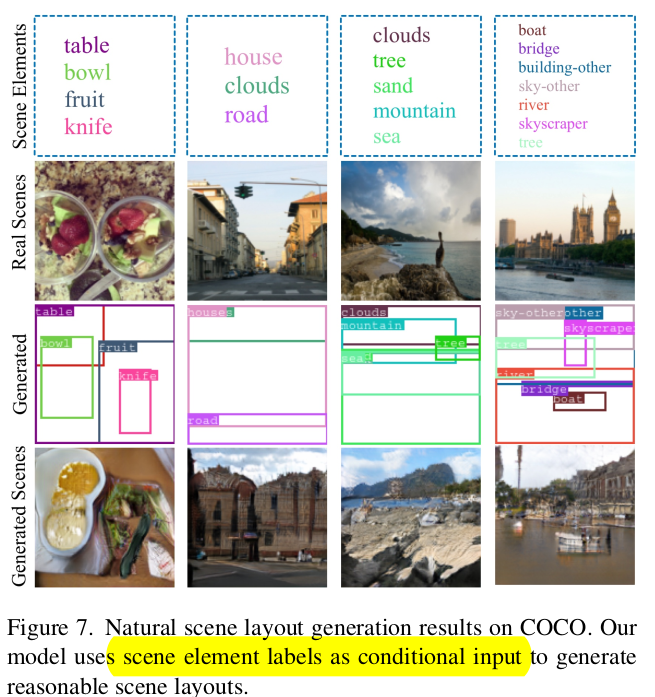 Scene Elements
table
bowl
fruit
knife
house
clouds
road
clouds
tree
sand
mountain
sea
boat
bridge
building-other
sky-other
river
skyscraper
tree
Real Scenes
Generated
table
bowl
fruit
knife
houses
road
clouds
mountain
tree
sea
sky-other
other
skyscraper
tree
river
bridge
boat
Generated Scenes
Figure 7. Natural scene layout generation results on COCO. Our
model uses scene element labels as conditional input to generate
reasonable scene layouts.